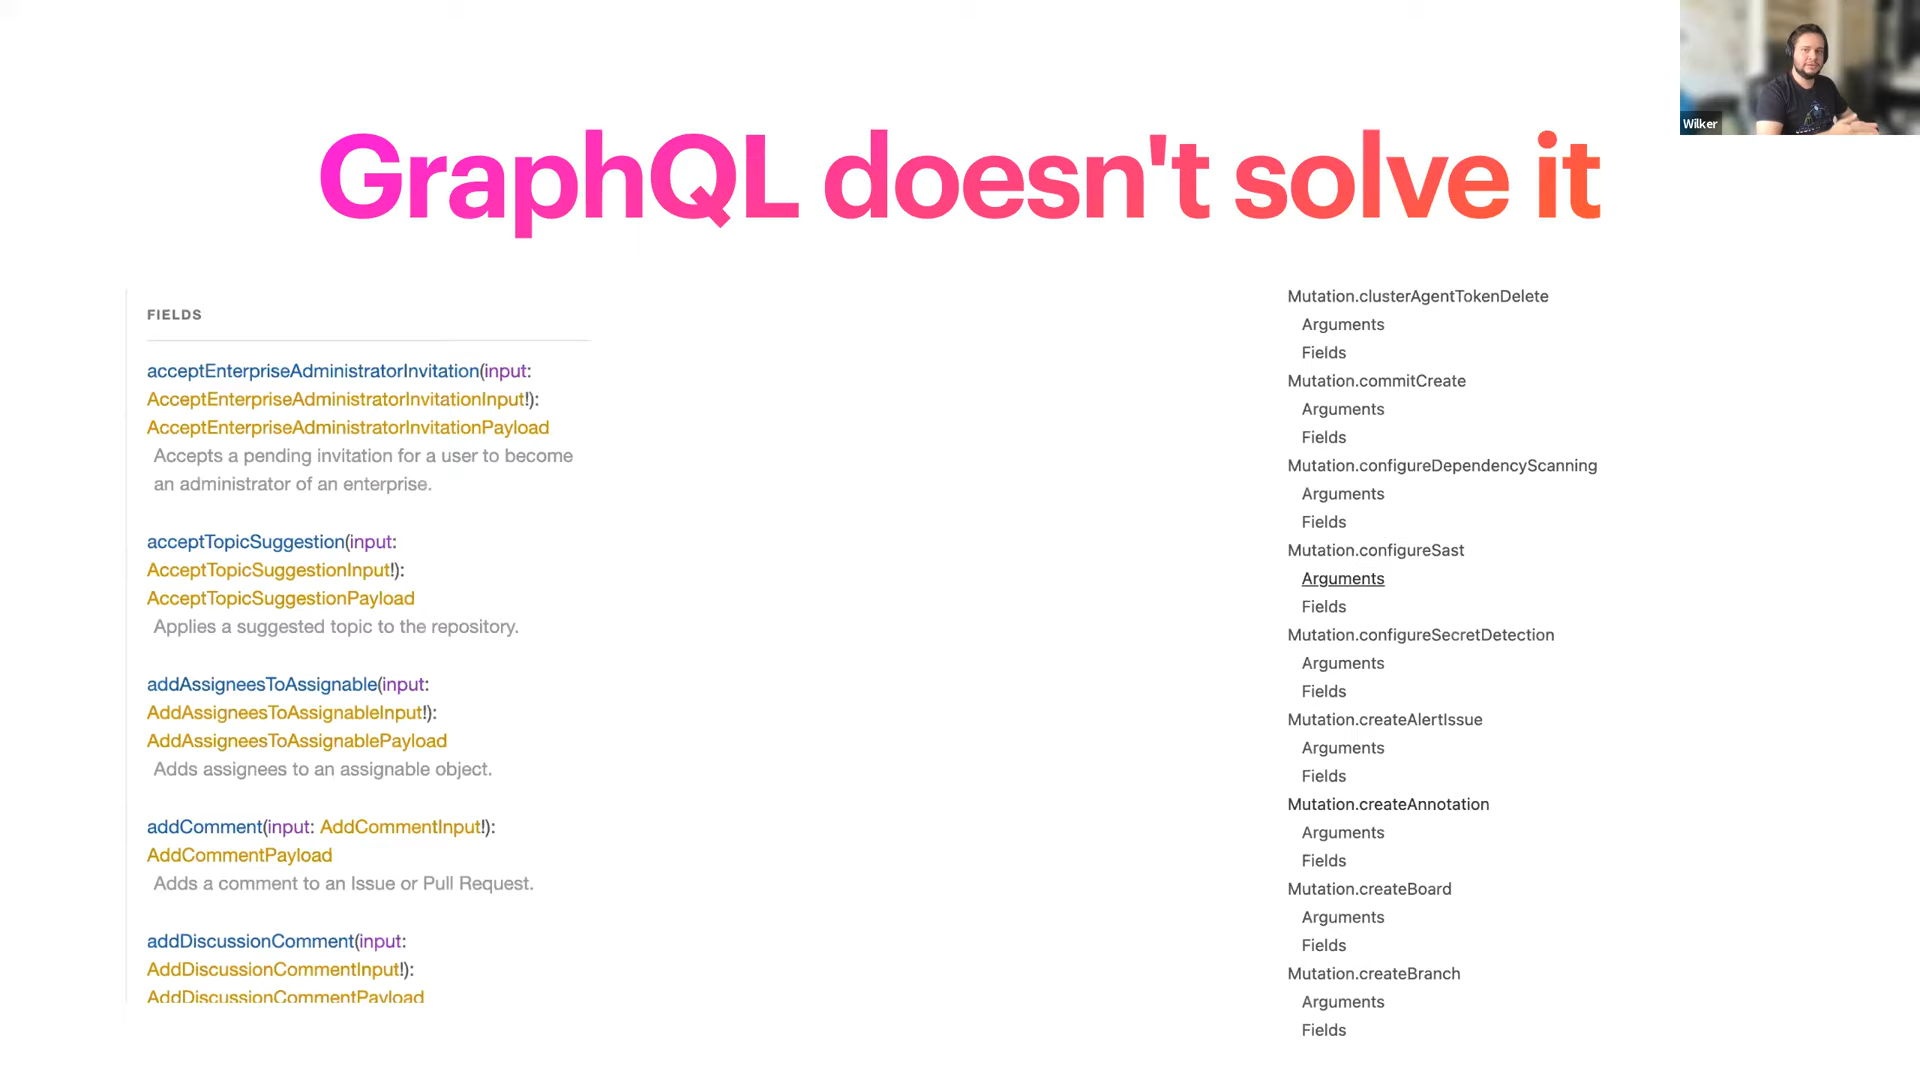 GraphQL doesn't solve it
Wilker
FIELDS
acceptEnterpriseAdministratorInvitation(input:
AcceptEnterpriseAdministratorInvitationInput!):
AcceptEnterpriseAdministratorInvitationPayload
Accepts a pending invitation for a user to become
an administrator of an enterprise.
acceptTopicSuggestion(input:
AcceptTopicSuggestionInput!):
AcceptTopicSuggestionPayload
Applies a suggested topic to the repository.
addAssigneesToAssignable(input:
AddAssigneesToAssignableInput!):
AddAssigneesToAssignablePayload
Adds assignees to an assignable object.
addComment(input: AddCommentInput!):
AddCommentPayload
Adds a comment to an Issue or Pull Request.
addDiscussionComment(input:
AddDiscussionCommentInput!):
AddDiscussionCommentPayload
Mutation.clusterAgentTokenDelete
Arguments
Fields
Mutation.commitCreate
Arguments
Fields
Mutation.configureDependencyScanning
Arguments
Fields
Mutation.configureSast
Arguments
Fields
Mutation.configureSecretDetection
Arguments
Fields
Mutation.createAlertIssue
Arguments
Fields
Mutation.createAnnotation
Arguments
Fields
Mutation.createBoard
Arguments
Fields
Mutation.createBranch
Arguments
Fields